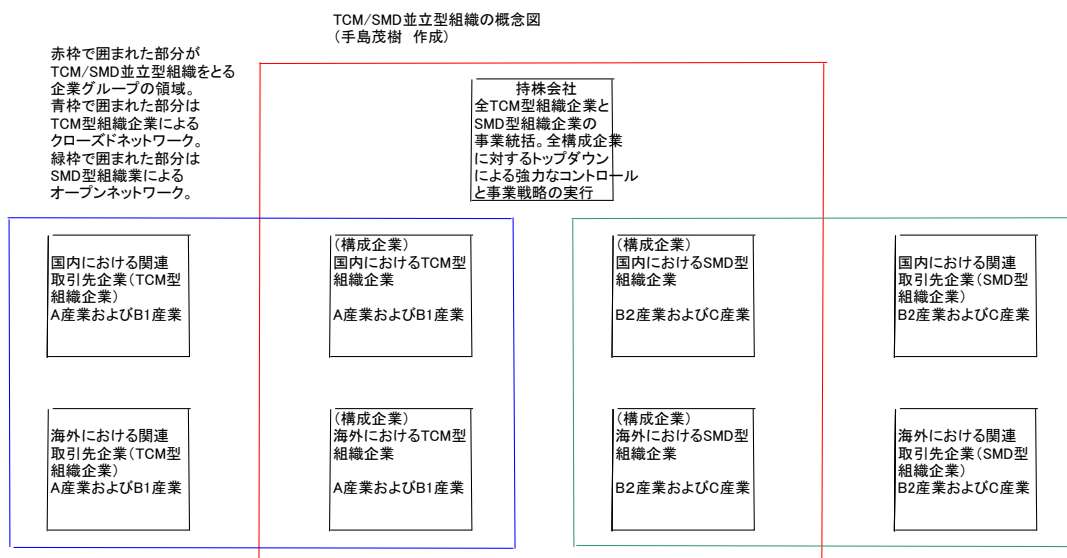 TCM/SMD並立型組織の概念図
(手島茂樹 作成)
赤枠で囲まれた部分が
TCM/SMD並立型組織をとる
企業グループの領域。
青枠で囲まれた部分は
TCM型組織企業による
クローズドネットワーク。
緑枠で囲まれた部分は
SMD型組織業による
オープンネットワーク。
持株会社
全TCM型組織企業と
SMD型組織企業の
事業統括。全構成企業
に対するトップダウン
による強力なコントロール
と事業戦略の実行
国内における関連
取引先企業(TCM型
組織企業)
A産業およびB1産業
(構成企業)
国内におけるTCM型
組織企業
A産業およびB1産業
(構成企業)
国内におけるSMD型
組織企業
B2産業およびC産業
国内における関連
取引先企業(SMD型
組織企業)
B2産業およびC産業
海外における関連
取引先企業(TCM型
組織企業)
A産業およびB1産業
(構成企業)
海外におけるTCM型
組織企業
A産業およびB1産業
(構成企業)
海外におけるSMD型
組織企業
B2産業およびC産業
海外における関連
取引先企業(SMD型
組織企業)
B2産業およびC産業